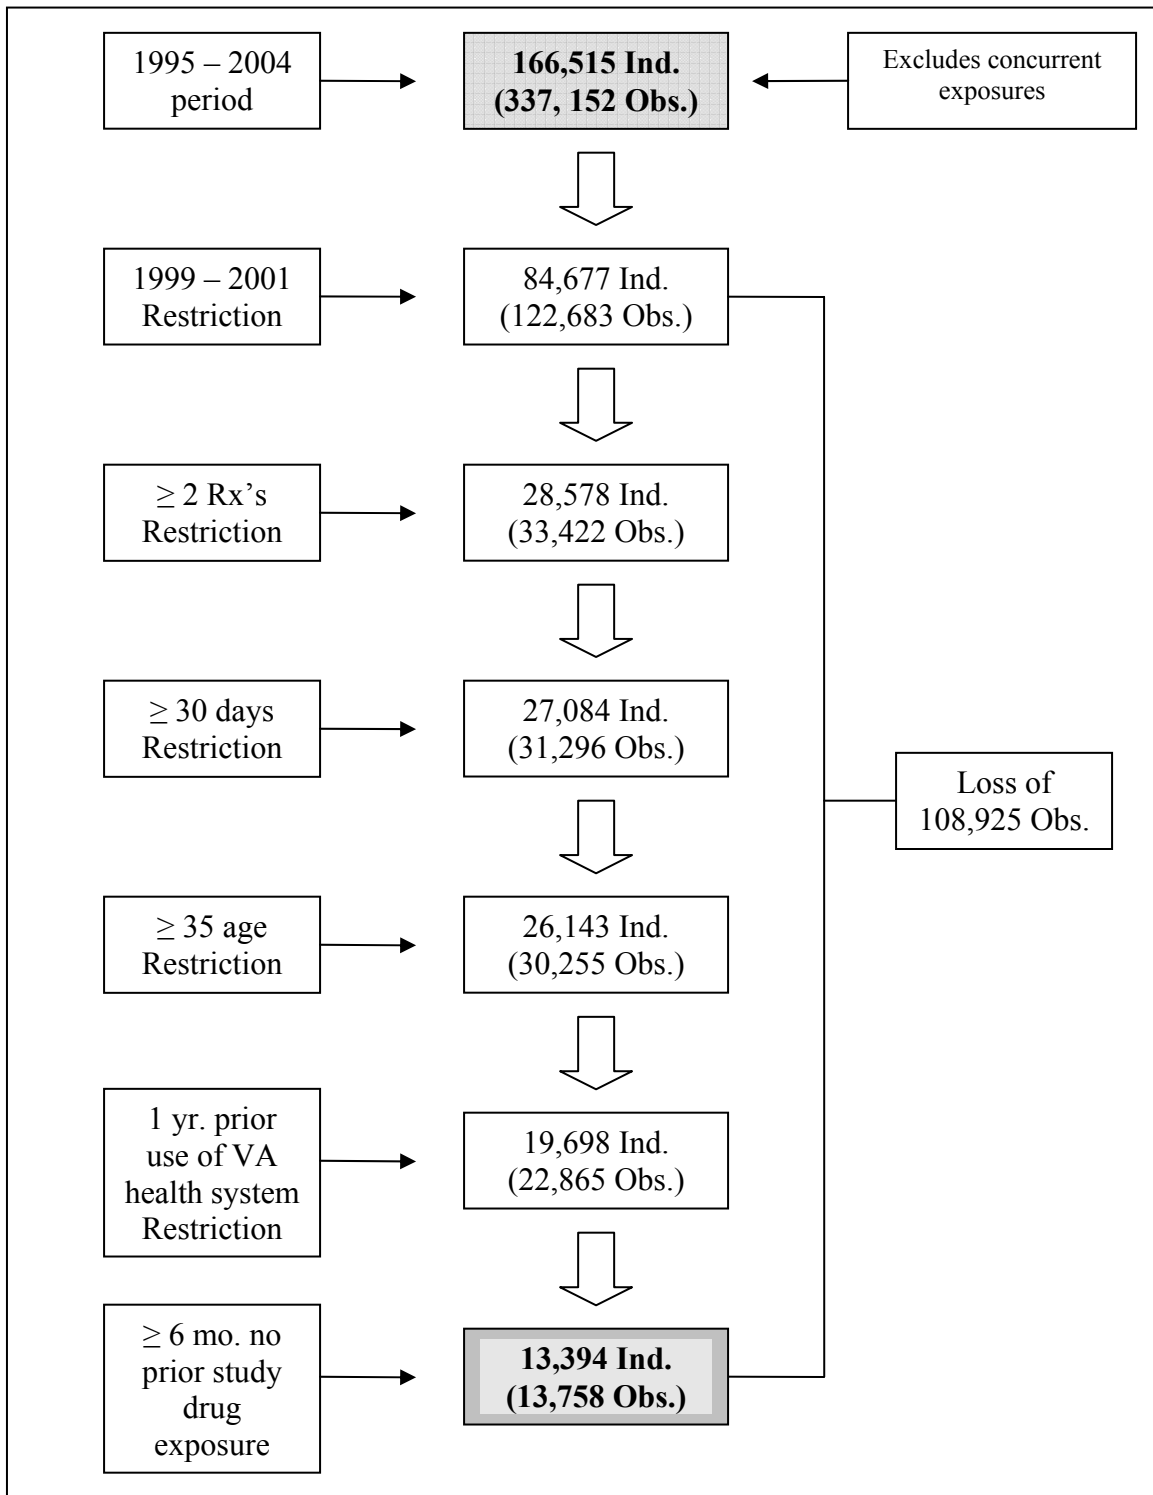 1995 – 2004
period
166,515 Ind.
(337, 152 Obs.)
Excludes concurrent
exposures
1999 – 2001
Restriction
84,677 Ind.
(122,683 Obs.)
≥ 2 Rx’s
Restriction
28,578 Ind.
(33,422 Obs.)
≥ 30 days
Restriction
27,084 Ind.
(31,296 Obs.)
Loss of
108,925 Obs.
≥ 35 age
Restriction
26,143 Ind.
(30,255 Obs.)
1 yr. prior
use of VA
health system
Restriction
19,698 Ind.
(22,865 Obs.)
≥ 6 mo. no
prior study
drug
exposure
13,394 Ind.
(13,758 Obs.)